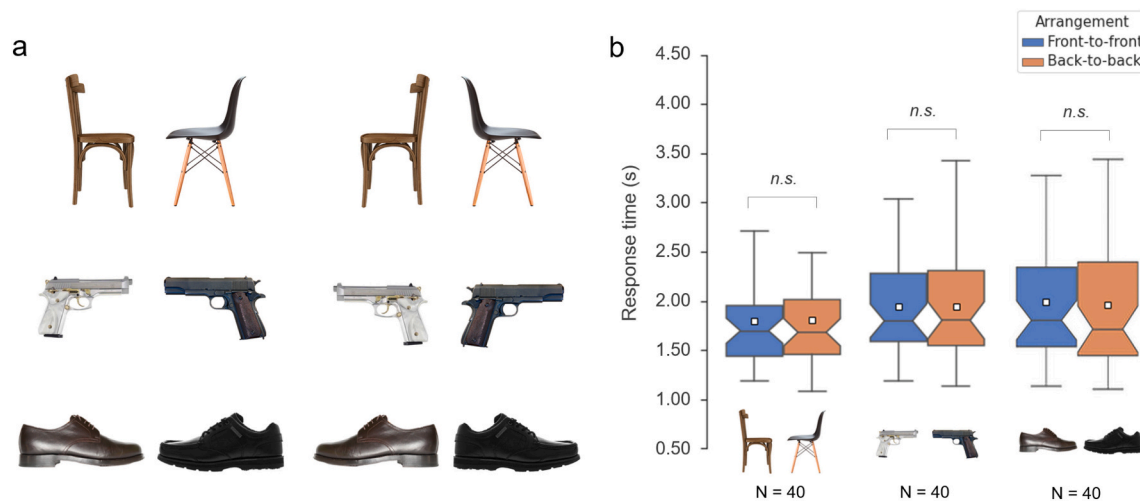 a
b
Arrangement
Front-to-front
Back-to-back
Response time (s)
4.50
4.00
3.50
3.00
2.50
2.00
1.50
1.00
0.50
n.s.
n.s.
n.s.
N = 40
N = 40
N = 40